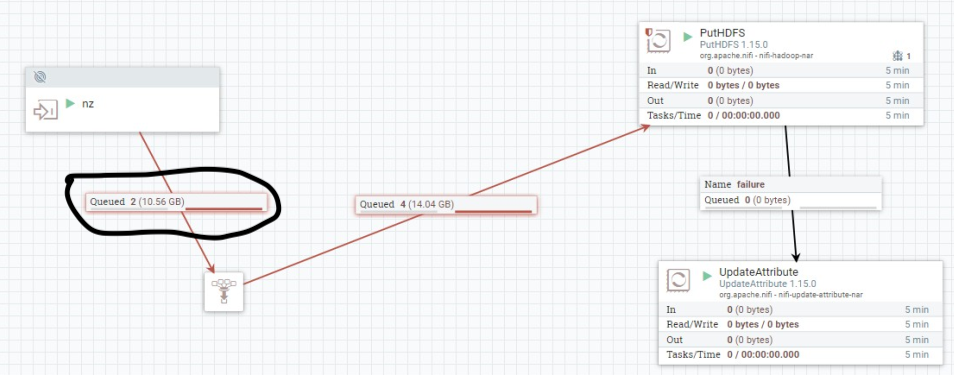 nz
Queued 2 (10.56 GB)
Queued 4 (14.04 GB)
PutHDFS
PutHDFS 1.15.0
org.apache.nifi - nifi-hadoop-nar
1
In 0 (0 bytes) 5 min
Read/Write 0 bytes / 0 bytes 5 min
Out 0 (0 bytes) 5 min
Tasks/Time 0 / 00:00:00.000 5 min
Name failure
Queued 0 (0 bytes)
UpdateAttribute
UpdateAttribute 1.15.0
org.apache.nifi - nifi-update-attribute-nar
In 0 (0 bytes) 5 min
Read/Write 0 bytes / 0 bytes 5 min
Out 0 (0 bytes) 5 min
Tasks/Time 0 / 00:00:00.000 5 min